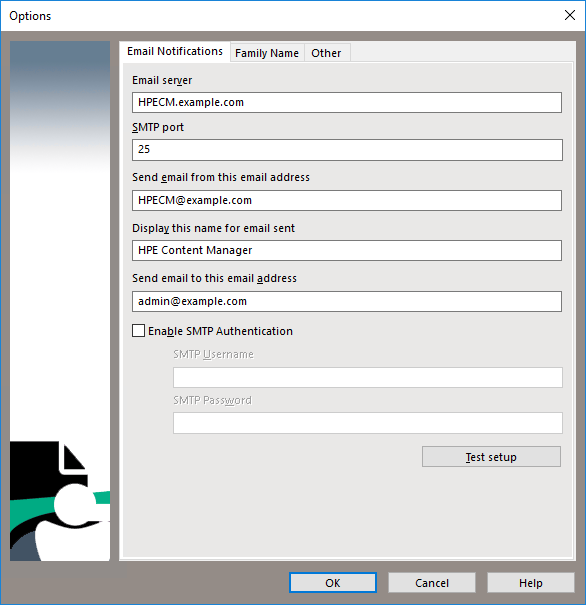 Options
Email Notifications Family Name Other
Email server
HPECM.example.com
SMTP port
25
Send email from this email address
HPECM@example.com
Display this name for email sent
HPE Content Manager
Send email to this email address
admin@example.com
Enable SMTP Authentication
SMTP Username
SMTP Password
Test setup
OK Cancel Help